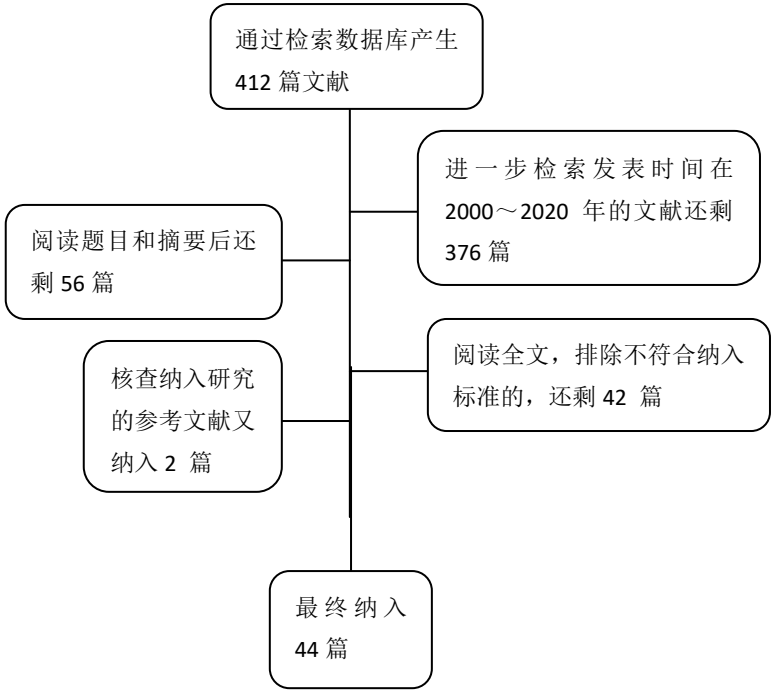 通过检索数据库产生
412 篇文献
进一步检索发表时间在
2000～2020 年的文献还剩
376 篇
阅读题目和摘要后还
剩 56 篇
阅读全文，排除不符合纳入
标准的，还剩 42 篇
核查纳入研究
的参考文献又
纳入 2 篇
最终纳入
44 篇